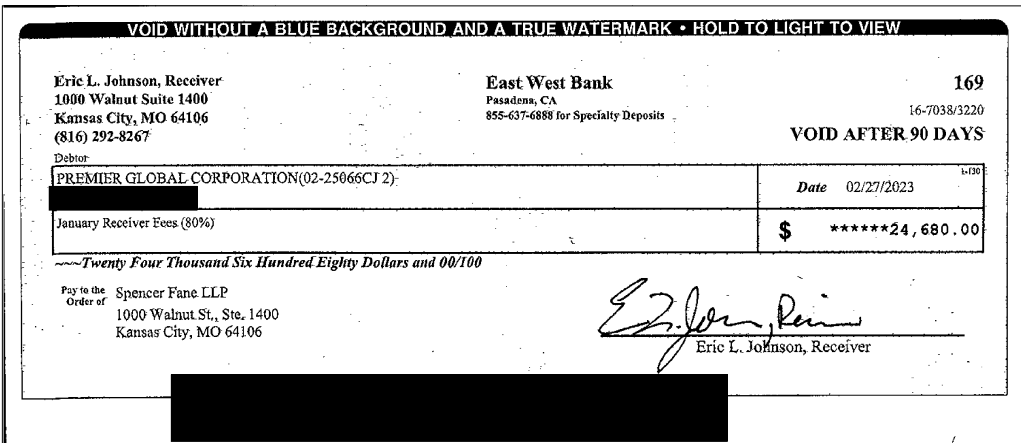 VOID WITHOUT A BLUE BACKGROUND AND A TRUE WATERMARK • HOLD TO LIGHT TO VIEW
Eric L. Johnson, Receiver
1000 Walnut Suite 1400
Kansas City, MO 64106
(816) 292-8267
East West Bank
Pasadena, CA
855-637-6888 for Specialty Deposits
169
16-7038/3220
VOID AFTER 90 DAYS
Debtor
PREMIER GLOBAL CORPORATION(02-25066CJ 2)
Date 02/27/2023
January Receiver Fees (80%)
$ ******24,680.00
~~~Twenty Four Thousand Six Hundred Eighty Dollars and 00/100
Pay to the
Order of
Spencer Fane LLP
1000 Walnut St., Ste. 1400
Kansas City, MO 64106
Eric L. Johnson, Receiver